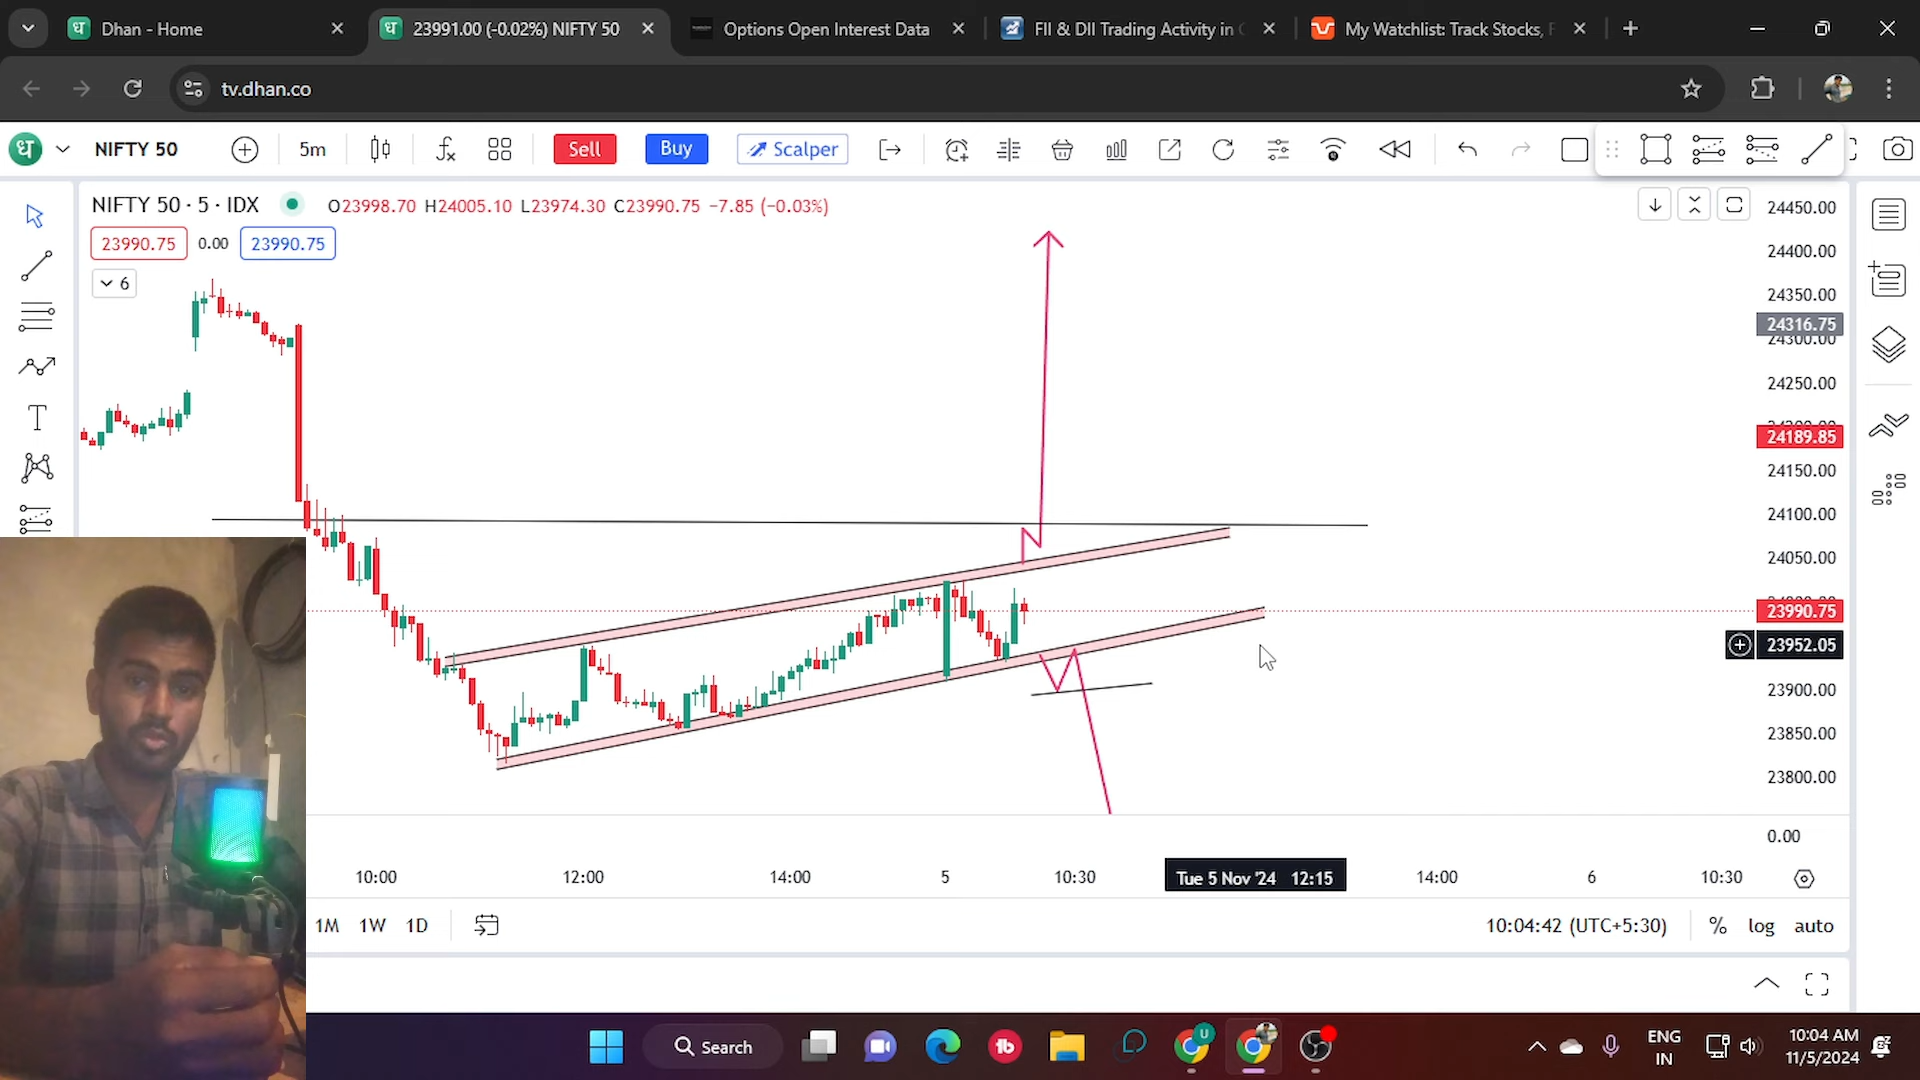 Dhan - Home
23991.00 (-0.02%) NIFTY 50
Options Open Interest Data
FII & DII Trading Activity in
My Watchlist: Track Stocks,
tv.dhan.co
ध
NIFTY 50
5m
Sell
Buy
Scalper
NIFTY 50 · 5 · IDX
O23998.70 H24005.10 L23974.30 C23990.75 −7.85 (−0.03%)
23990.75
0.00
23990.75
6
T
24450.00
24400.00
24350.00
24316.75
24300.00
24250.00
24189.85
24150.00
24100.00
24050.00
23990.75
23952.05
23900.00
23850.00
23800.00
0.00
10:00
12:00
14:00
5
10:30
Tue 5 Nov '24 12:15
14:00
6
10:30
1M
1W
1D
10:04:42 (UTC+5:30)
%
log
auto
Search
U
ENG
IN
10:04 AM
11/5/2024